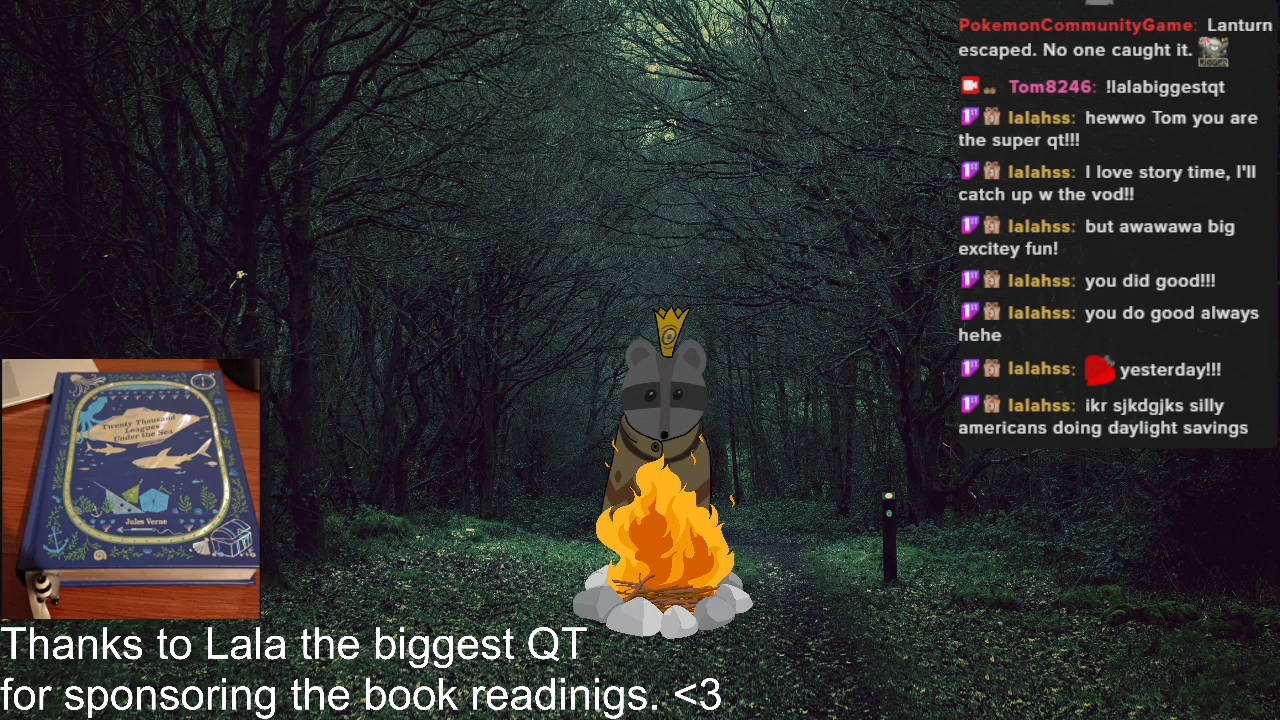 PokemonCommunityGame: Lanturn
escaped. No one caught it.
Tom8246: !lalabiggestqt
lalahss: hewwo Tom you are
the super qt!!!
lalahss: I love story time, I'll
catch up w the vod!!
lalahss: but awawawa big
excitey fun!
lalahss: you did good!!!
lalahss: you do good always
hehe
lalahss: yesterday!!!
lalahss: ikr sjkdgjks silly
americans doing daylight savings
Twenty Thousand
Leagues
Under the Sea
Jules Verne
Thanks to Lala the biggest QT
for sponsoring the book readinigs. <3